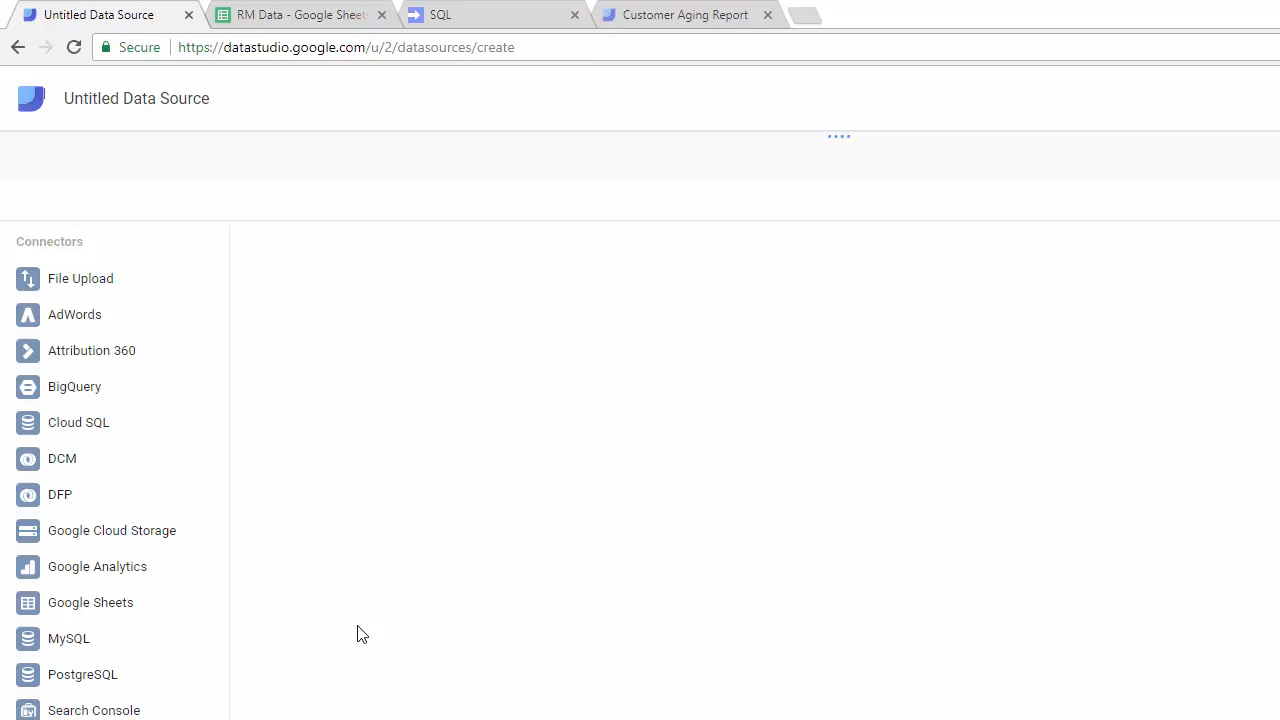 Untitled Data Source
RM Data - Google Sheet
SQL
Customer Aging Report
Secure
https://datastudio.google.com/u/2/datasources/create
Untitled Data Source
Connectors
File Upload
AdWords
Attribution 360
BigQuery
Cloud SQL
DCM
DFP
Google Cloud Storage
Google Analytics
Google Sheets
MySQL
PostgreSQL
Search Console